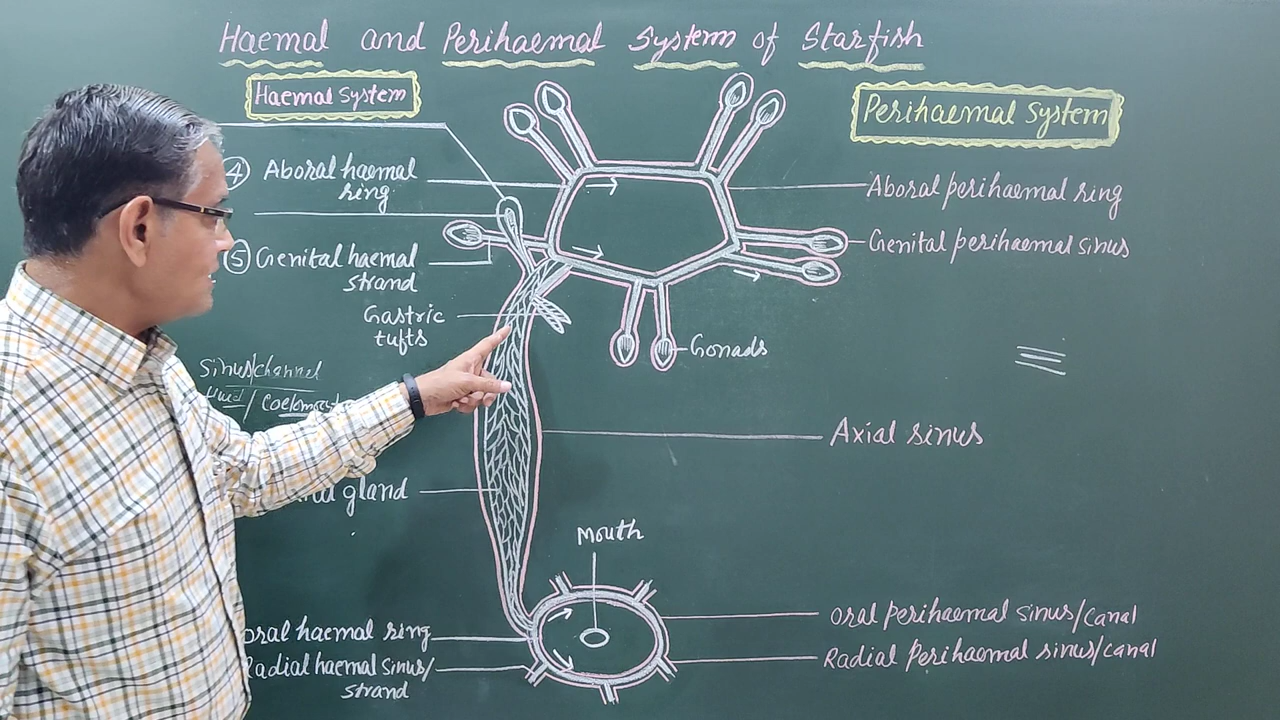 Haemal and Perihaemal System of Starfish
Haemal System
④ Aboral haemal
ring
⑤ Genital haemal
strand
Gastric
tufts
Sinus/channel
fluid/
gland
oral haemal ring
Radial haemal sinus/
strand
Mouth
Gonads
Perihaemal System
Aboral perihaemal ring
Genital perihaemal sinus
Axial sinus
Oral perihaemal sinus/canal
Radial Perihaemal sinus/canal